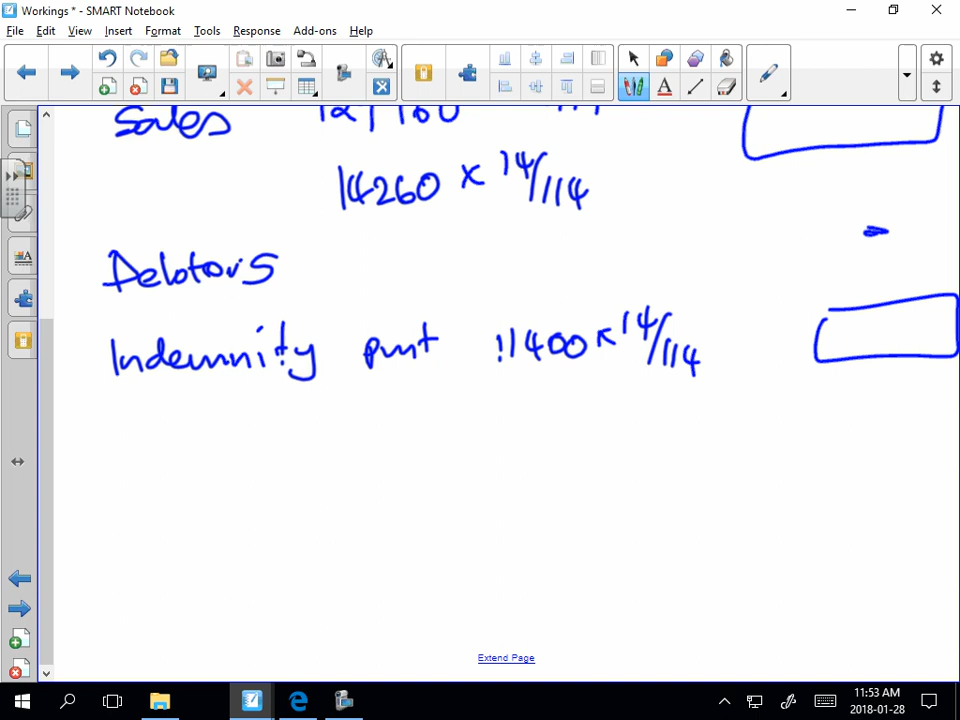 Workings * - SMART Notebook
File Edit View Insert Format Tools Response Add-ons Help
Sales
14260 x 14/114
Debtors
Indemnity pmt 11400 x 14/114
Extend Page
11:53 AM
2018-01-28